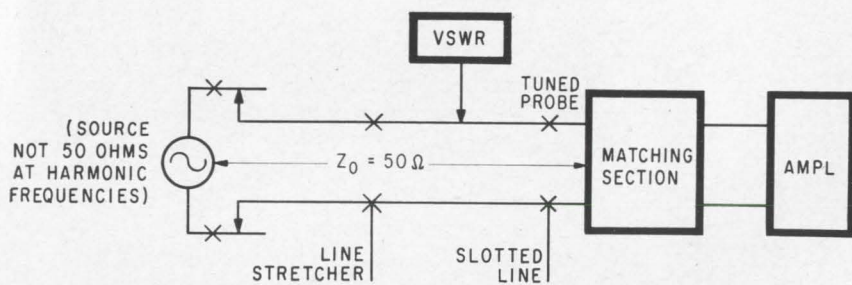 VSWR
TUNED
PROBE
(SOURCE
NOT 50 OHMS
AT HARMONIC
FREQUENCIES)
Z₀ = 50 Ω
MATCHING
SECTION
AMPL
LINE
STRETCHER
SLOTTED
LINE